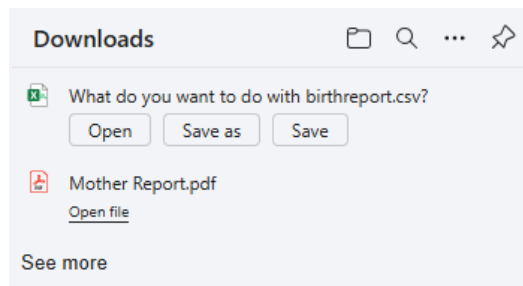 Downloads
What do you want to do with birthreport.csv?
Open Save as Save
Mother Report.pdf
Open file
See more